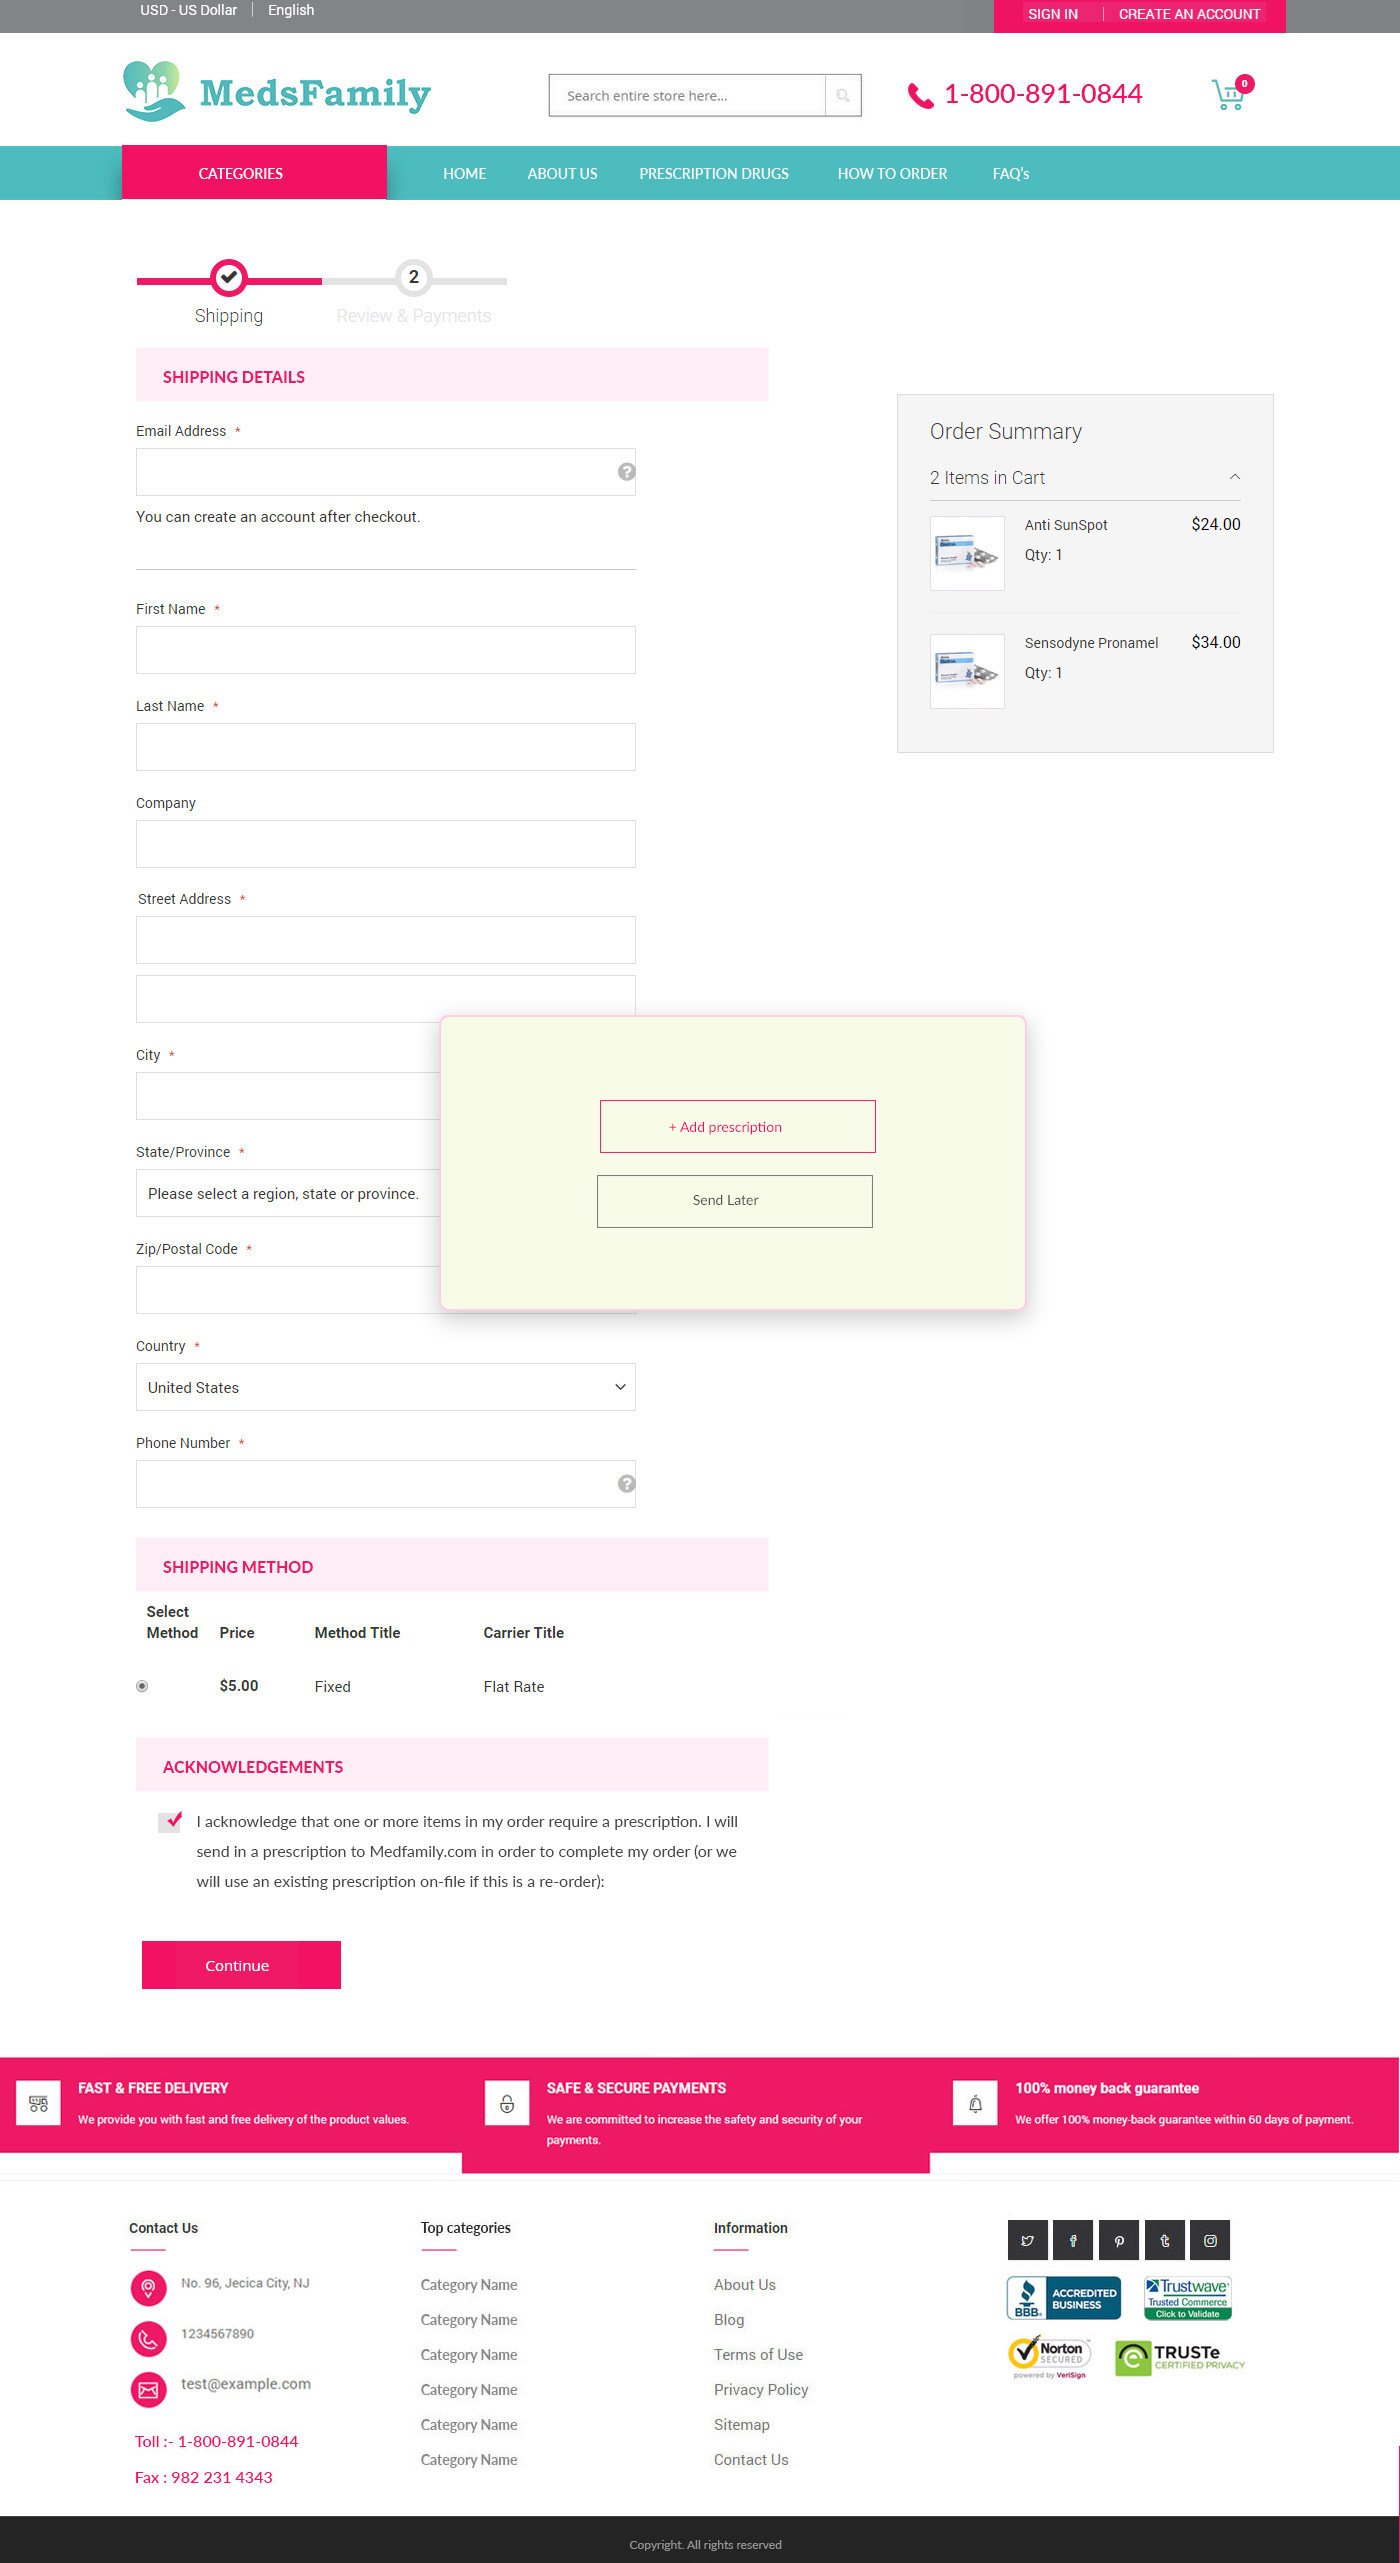 USD - US Dollar
English
SIGN IN
CREATE AN ACCOUNT
MedsFamily
Search entire store here...
1-800-891-0844
0
CATEGORIES
HOME
ABOUT US
PRESCRIPTION DRUGS
HOW TO ORDER
FAQ's
2
Shipping
Review & Payments
SHIPPING DETAILS
Email Address *
?
You can create an account after checkout.
First Name *
Last Name *
Company
Street Address *
City *
State/Province *
Please select a region, state or province.
Zip/Postal Code *
Country *
United States
Phone Number *
?
Order Summary
2 Items in Cart
Anti SunSpot
$24.00
Qty: 1
Sensodyne Pronamel
$34.00
Qty: 1
+ Add prescription
Send Later
SHIPPING METHOD
Select
Method
Price
Method Title
Carrier Title
$5.00
Fixed
Flat Rate
ACKNOWLEDGEMENTS
I acknowledge that one or more items in my order require a prescription. I will
send in a prescription to Medfamily.com in order to complete my order (or we
will use an existing prescription on-file if this is a re-order):
Continue
FAST & FREE DELIVERY
We provide you with fast and free delivery of the product values.
SAFE & SECURE PAYMENTS
We are committed to increase the safety and security of your
payments.
100% money back guarantee
We offer 100% money-back guarantee within 60 days of payment.
Contact Us
No. 96, Jecica City, NJ
1234567890
test@example.com
Toll :- 1-800-891-0844
Fax : 982 231 4343
Top categories
Category Name
Category Name
Category Name
Category Name
Category Name
Category Name
Information
About Us
Blog
Terms of Use
Privacy Policy
Sitemap
Contact Us
BBB.
ACCREDITED
BUSINESS
Trustwave
Trusted Commerce
Click to Validate
Norton
SECURED
powered by VeriSign
TRUSTe
CERTIFIED PRIVACY
Copyright. All rights reserved